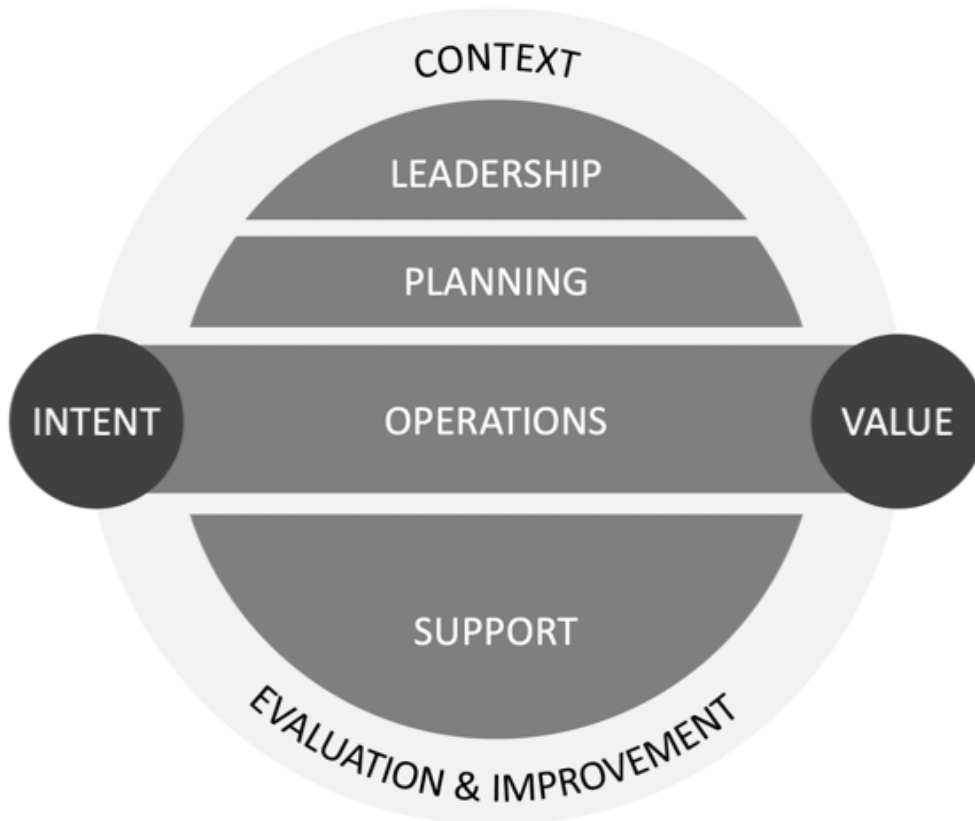 CONTEXT
LEADERSHIP
PLANNING
INTENT
OPERATIONS
VALUE
SUPPORT
EVALUATION & IMPROVEMENT